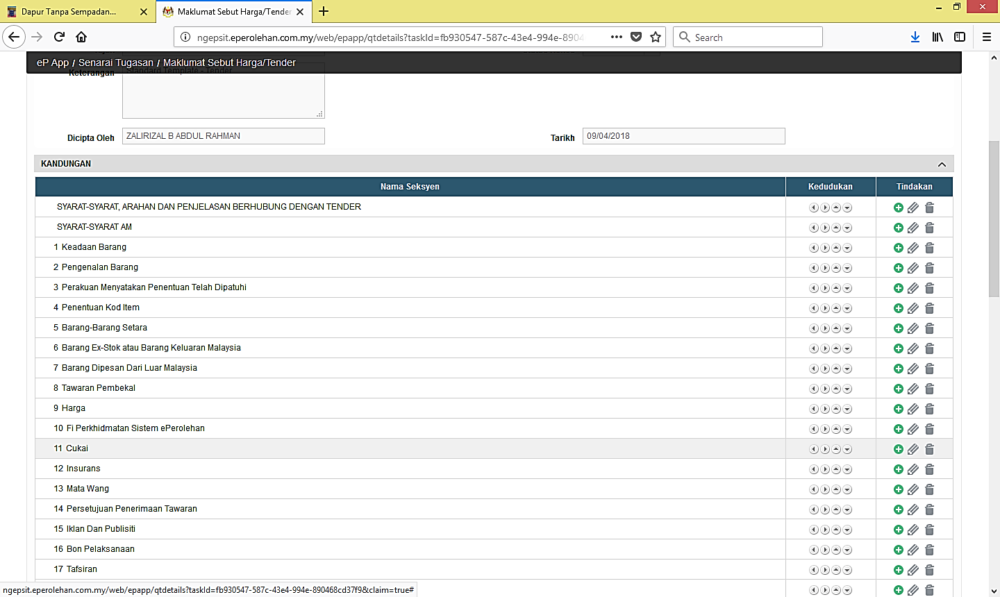 Dapur Tanpa Sempadan...
Maklumat Sebut Harga/Tender
ngepsit.eperolehan.com.my/web/epapp/qtdetails?taskId=fb930547-587c-43e4-994e-8904
Search
eP App / Senarai Tugasan / Maklumat Sebut Harga/Tender
Keterangan
Standard Template - Tender
Dicipta Oleh
ZALIRIZAL B ABDUL RAHMAN
Tarikh
09/04/2018
KANDUNGAN
Nama Seksyen
Kedudukan
Tindakan
SYARAT-SYARAT, ARAHAN DAN PENJELASAN BERHUBUNG DENGAN TENDER
SYARAT-SYARAT AM
1 Keadaan Barang
2 Pengenalan Barang
3 Perakuan Menyatakan Penentuan Telah Dipatuhi
4 Penentuan Kod Item
5 Barang-Barang Setara
6 Barang Ex-Stok atau Barang Keluaran Malaysia
7 Barang Dipesan Dari Luar Malaysia
8 Tawaran Pembekal
9 Harga
10 Fi Perkhidmatan Sistem ePerolehan
11 Cukai
12 Insurans
13 Mata Wang
14 Persetujuan Penerimaan Tawaran
15 Iklan Dan Publisiti
16 Bon Pelaksanaan
17 Tafsiran
ngepsit.eperolehan.com.my/web/epapp/qtdetails?taskId=fb930547-587c-43e4-994e-890468cd37f9&claim=true#